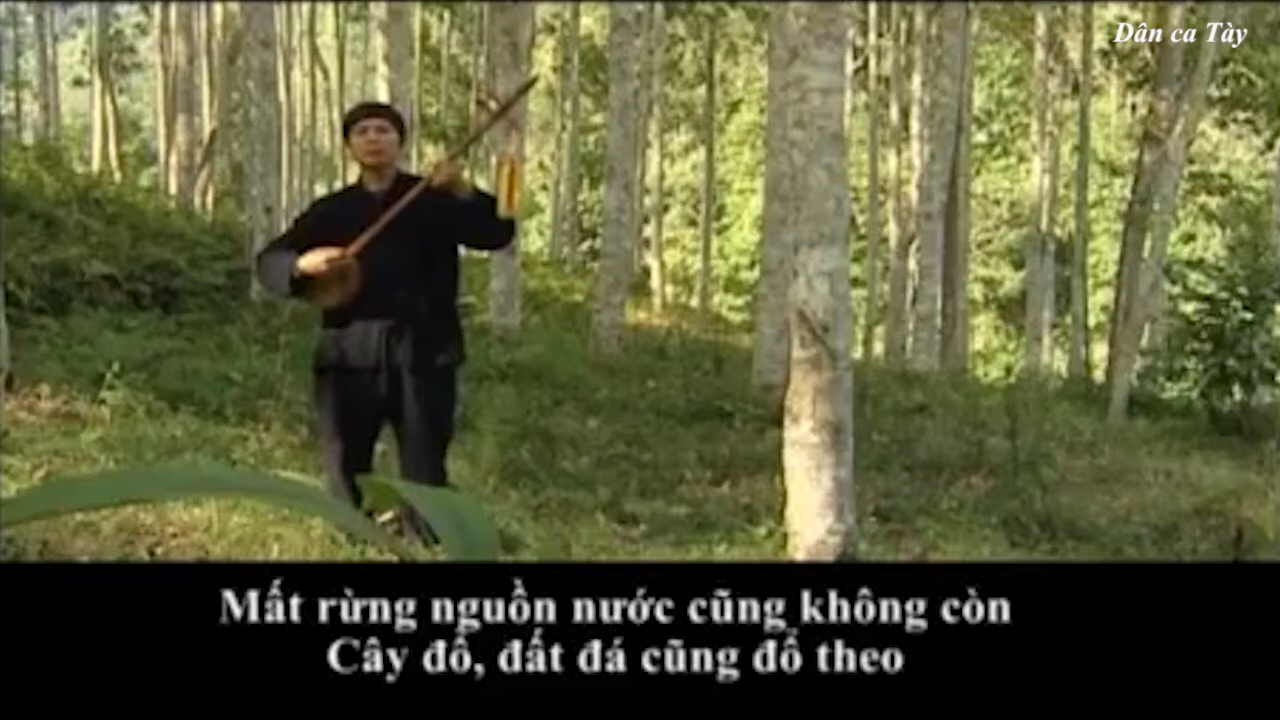 Dân ca Tày
Mất rừng nguồn nước cũng không còn
Cây đổ, đất đá cũng đổ theo